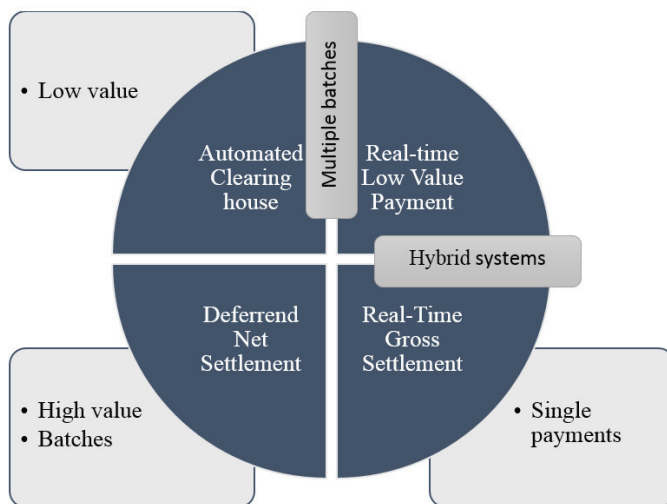 • Low value
Multiple batches
Automated
Clearing
house
Real-time
Low Value
Payment
Hybrid systems
Deferrend
Net
Settlement
Real-Time
Gross
Settlement
• High value
• Batches
• Single
payments